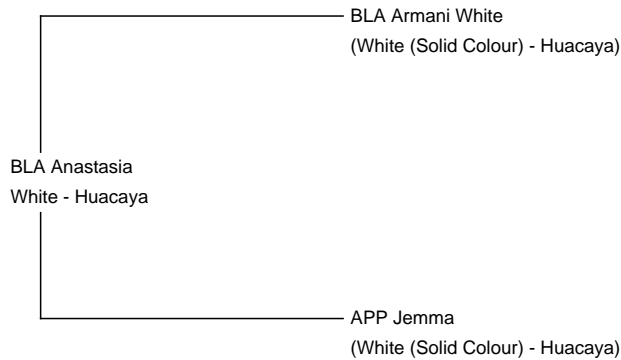 BLA Armani White
(White (Solid Colour) - Huacaya)
BLA Anastasia
White - Huacaya
APP Jemma
(White (Solid Colour) - Huacaya)